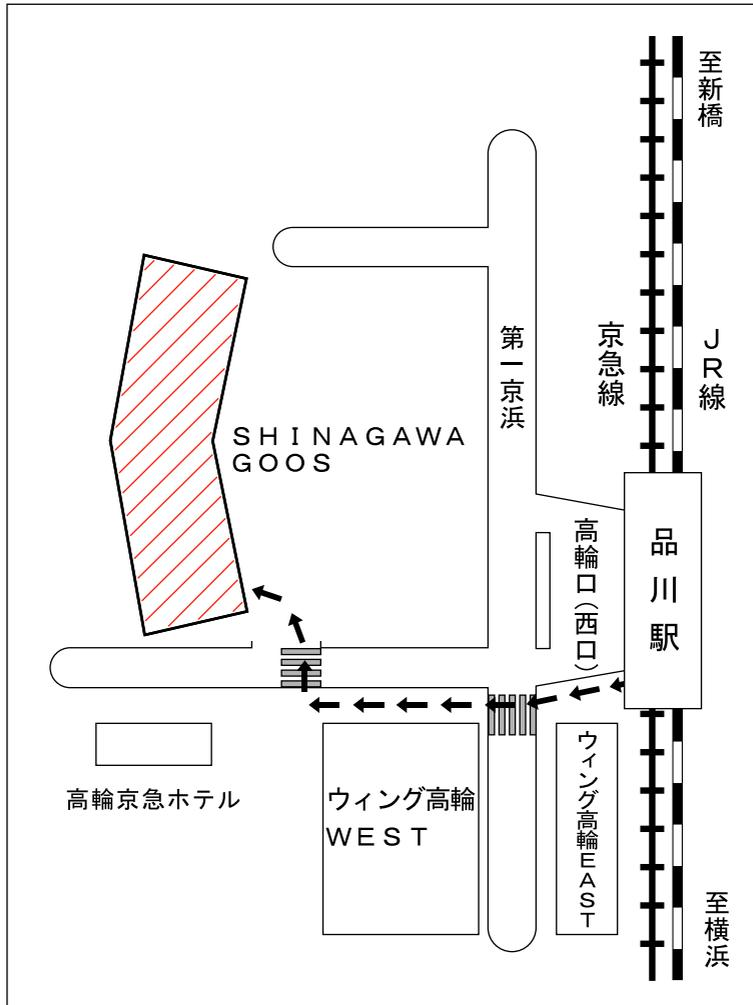 至新橋
京急線
JR線
第一京浜
SHINAGAWA
GOOS
高輪口(西口)
品川駅
高輪京急ホテル
ウィング高輪
WEST
ウィング高輪EAST
至横浜